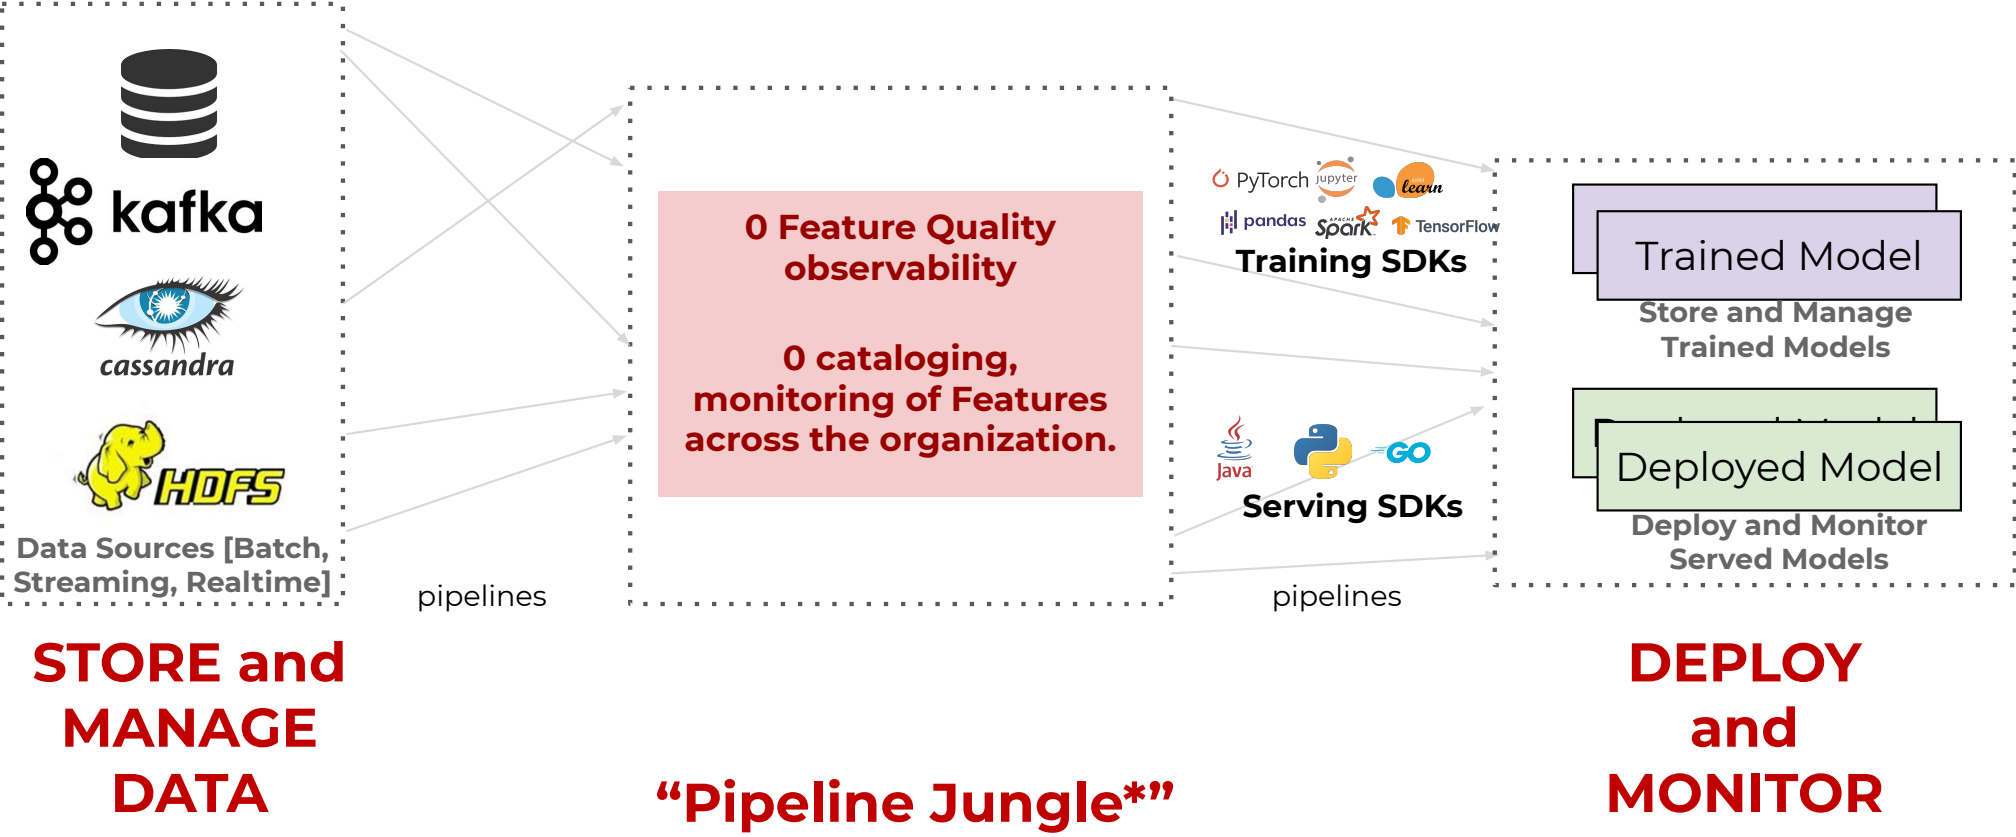 kafka
cassandra
HDFS
Data Sources [Batch,
Streaming, Realtime]
STORE and
MANAGE
DATA
pipelines
0 Feature Quality
observability
0 cataloging,
monitoring of Features
across the organization.
“Pipeline Jungle*”
PyTorch
Jupyter
learn
pandas
APACHE
Spark
TensorFlow
Training SDKs
Java
GO
Serving SDKs
pipelines
Trained Model
Store and Manage
Trained Models
Deployed Model
Deploy and Monitor
Served Models
DEPLOY
and
MONITOR